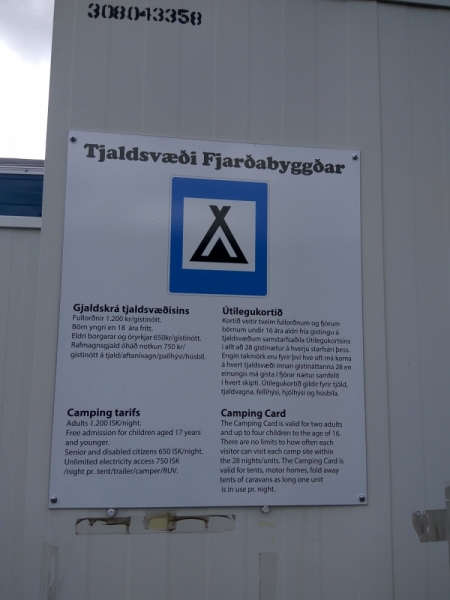 308043358
Tjaldsvæði Fjarðabyggðar
Gjaldskrá tjaldsvæðisins
Fullorðnir 1.200 kr/gistinótt.
Börn yngri en 18 ára frítt.
Eldri borgarar og öryrkjar 650kr/gistinótt.
Rafmagnsgjald óháð notkun 750 kr/
gistinótt á tjald/aftanívagn/pallhýsi/húsbíl.
Útilegukortið
Kortið veitir tveim fullorðnum og fjórum
börnum undir 16 ára aldri fría gistingu á
tjaldsvæðum samstarfsaðila Útilegukortsins
í allt að 28 gistinætur á hverju starfsári þess.
Engin takmörk eru fyrir því hve oft má koma
á hvert tjaldsvæði innan gistináttanna 28 en
einungis má gista í fjórar nætur samfellt
í hvert skipti. Útilegukortið gildir fyrir tjöld,
tjaldvagna, fellihýsi, hjólhýsi og húsbíla.
Camping tarifs
Adults 1.200 ISK/night.
Free admission for children aged 17 years
and younger.
Senior and disabled citizens 650 ISK/night.
Unlimited electricity access 750 ISK
/night pr. tent/trailer/camper/RUV.
Camping Card
The Camping Card is valid for two adults
and up to four children to the age of 16.
There are no limits to how often each
visitor can visit each camp site within
the 28 nights/units. The Camping Card is
valid for tents, motor homes, fold away
tents of caravans as long one unit
is in use pr. night.